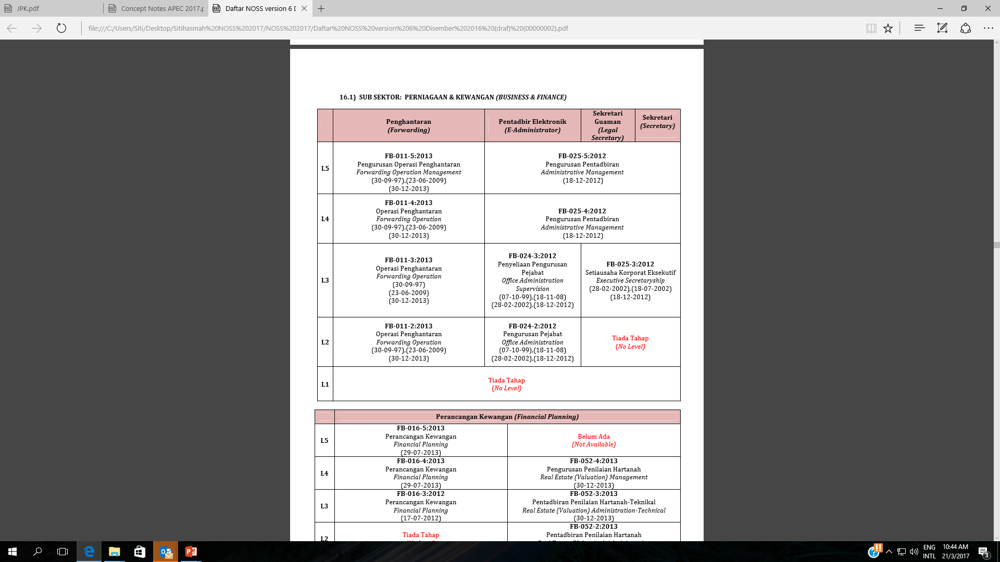 JPK.pdf
Concept Notes APEC 2017.p
Daftar NOSS version 6 D
file:///C:/Users/Siti/Desktop/Sitihasmah%20NOSS%202017/NOSS%202017/Daftar%20NOSS%20version%206%20Disember%202016%20(draf)%20(00000002).pdf
16.1) SUB SEKTOR: PERNIAGAAN & KEWANGAN (BUSINESS & FINANCE)
Penghantaran
(Forwarding)
Pentadbir Elektronik
(E-Administrator)
Sekretari
Guaman
(Legal
Secretary)
Sekretari
(Secretary)
L5
FB-011-5:2013
Pengurusan Operasi Penghantaran
Forwarding Operation Management
(30-09-97),(23-06-2009)
(30-12-2013)
FB-025-5:2012
Pengurusan Pentadbiran
Administrative Management
(18-12-2012)
L4
FB-011-4:2013
Operasi Penghantaran
Forwarding Operation
(30-09-97),(23-06-2009)
(30-12-2013)
FB-025-4:2012
Pengurusan Pentadbiran
Administrative Management
(18-12-2012)
L3
FB-011-3:2013
Operasi Penghantaran
Forwarding Operation
(30-09-97)
(23-06-2009)
(30-12-2013)
FB-024-3:2012
Penyeliaan Pengurusan
Pejabat
Office Administration
Supervision
(07-10-99),(18-11-08)
(28-02-2002),(18-12-2012)
FB-025-3:2012
Setiausaha Korporat Eksekutif
Executive Secretaryship
(28-02-2002),(18-07-2002)
(18-12-2012)
L2
FB-011-2:2013
Operasi Penghantaran
Forwarding Operation
(30-09-97),(23-06-2009)
(30-12-2013)
FB-024-2:2012
Pengurusan Pejabat
Office Administration
(07-10-99),(18-11-08)
(28-02-2002),(18-12-2012)
Tiada Tahap
(No Level)
L1
Tiada Tahap
(No Level)
Perancangan Kewangan (Financial Planning)
L5
FB-016-5:2013
Perancangan Kewangan
Financial Planning
(29-07-2013)
Belum Ada
(Not Available)
L4
FB-016-4:2013
Perancangan Kewangan
Financial Planning
(29-07-2013)
FB-052-4:2013
Pengurusan Penilaian Hartanah
Real Estate (Valuation) Management
(30-12-2013)
L3
FB-016-3:2012
Perancangan Kewangan
Financial Planning
(17-07-2012)
FB-052-3:2013
Pentadbiran Penilaian Hartanah-Teknikal
Real Estate (Valuation) Administration-Technical
(30-12-2013)
L2
Tiada Tahap
FB-052-2:2013
Pentadbiran Penilaian Hartanah
ENG
INTL
10:44 AM
21/3/2017
3